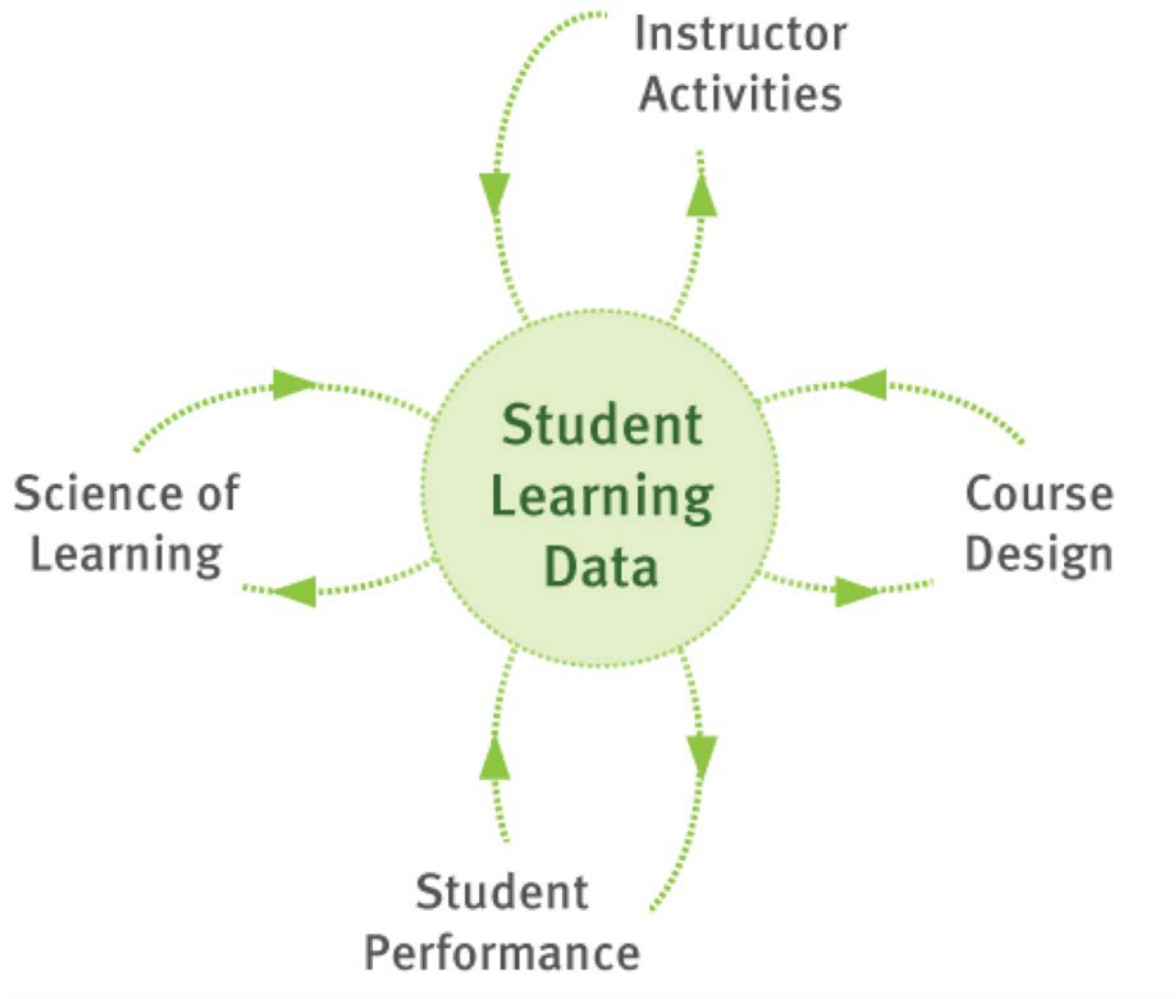 Instructor
Activities
Student
Learning
Data
Science of
Learning
Course
Design
Student
Performance